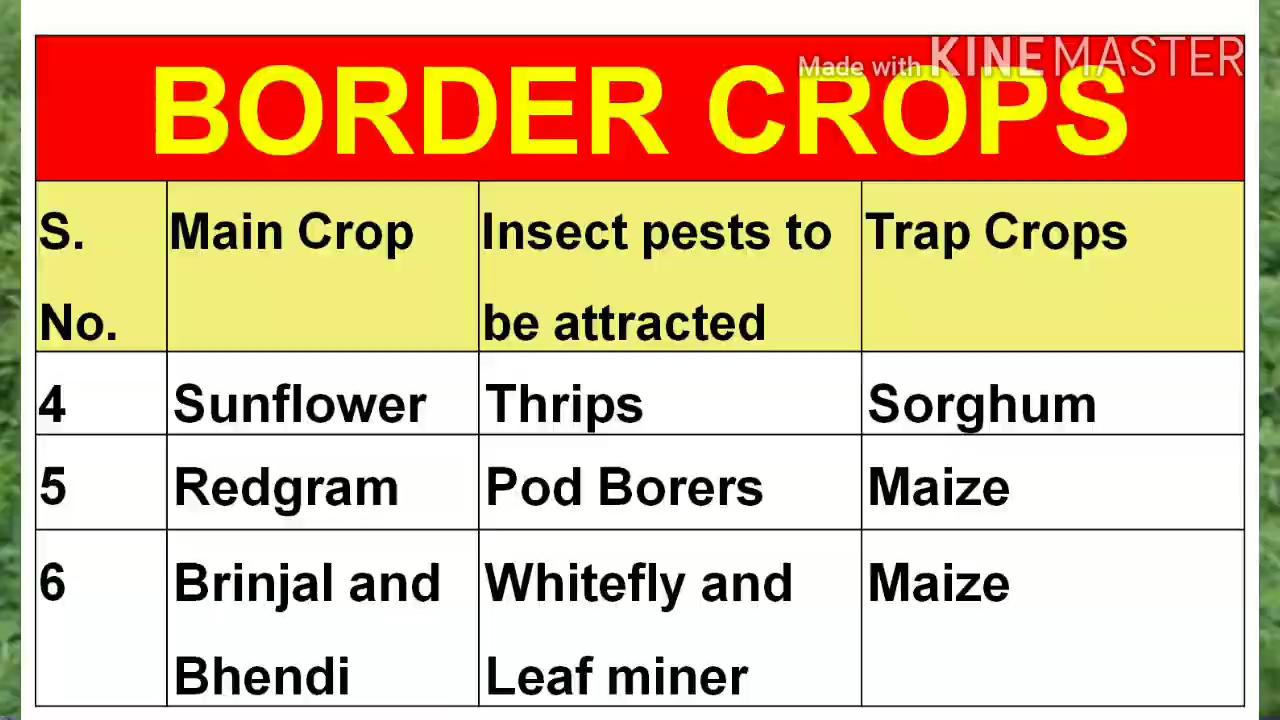 Made with KINEMASTER
BORDER CROPS
S. Main Crop Insect pests to Trap Crops
No. be attracted
4 Sunflower Thrips Sorghum
5 Redgram Pod Borers Maize
6 Brinjal and Whitefly and Maize
Bhendi Leaf miner